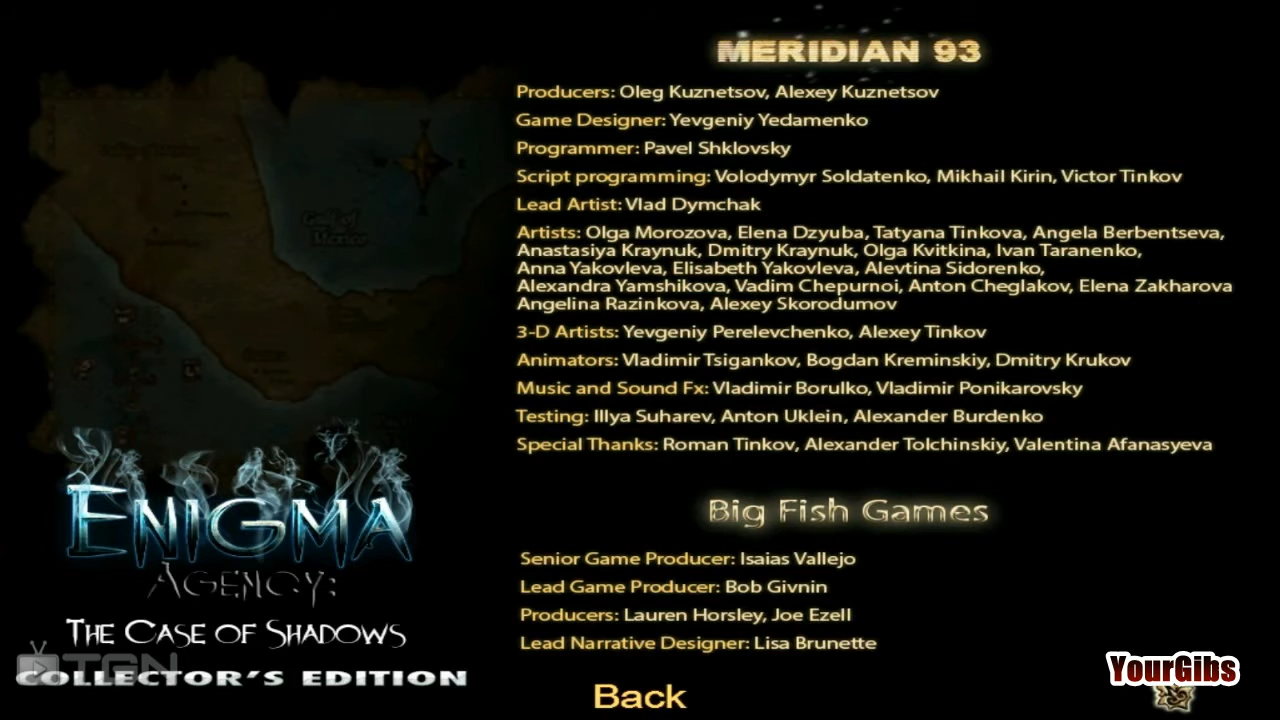 MERIDIAN 93
Producers: Oleg Kuznetsov, Alexey Kuznetsov
Game Designer: Yevgeniy Yedamenko
Programmer: Pavel Shklovsky
Script programming: Volodymyr Soldatenko, Mikhail Kirin, Victor Tinkov
Lead Artist: Vlad Dymchak
Artists: Olga Morozova, Elena Dzyuba, Tatyana Tinkova, Angela Berbentseva,
Anastasiya Kraynuk, Dmitry Kraynuk, Olga Kvitkina, Ivan Taranenko,
Anna Yakovleva, Elisabeth Yakovleva, Alevtina Sidorenko,
Alexandra Yamshikova, Vadim Chepurnoi, Anton Cheglakov, Elena Zakharova
Angelina Razinkova, Alexey Skorodumov
3-D Artists: Yevgeniy Perelevchenko, Alexey Tinkov
Animators: Vladimir Tsigankov, Bogdan Kreminskiy, Dmitry Krukov
Music and Sound Fx: Vladimir Borulko, Vladimir Ponikarovsky
Testing: Illya Suharev, Anton Uklein, Alexander Burdenko
Special Thanks: Roman Tinkov, Alexander Tolchinskiy, Valentina Afanasyeva
Big Fish Games
Senior Game Producer: Isaias Vallejo
Lead Game Producer: Bob Givnin
Producers: Lauren Horsley, Joe Ezell
Lead Narrative Designer: Lisa Brunette
Back
Gulf of
Mexico
ENIGMA
AGENCY:
THE CASE OF SHADOWS
COLLECTOR'S EDITION
TGN
YourGibs